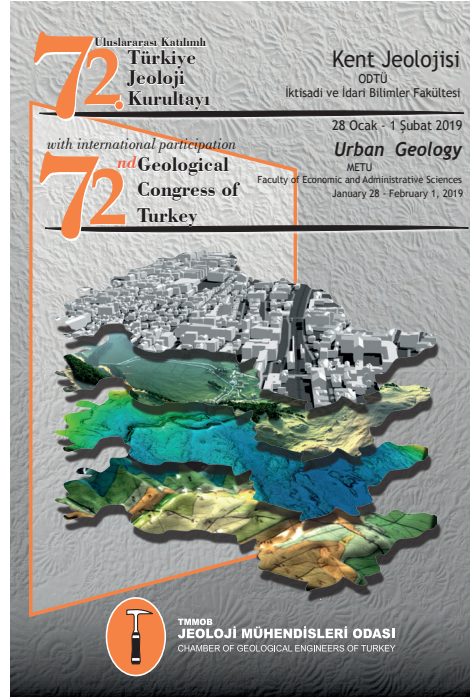 72.
Uluslararası Katılımlı
Türkiye
Jeoloji
Kurultayı
Kent Jeolojisi
ODTÜ
İktisadi ve İdari Bilimler Fakültesi
28 Ocak - 1 Şubat 2019
with international participation
72nd Geological
Congress of
Turkey
Urban Geology
METU
Faculty of Economic and Administrative Sciences
January 28 - February 1, 2019
TMMOB
JEOLOJİ MÜHENDİSLERİ ODASI
CHAMBER OF GEOLOGICAL ENGINEERS OF TURKEY